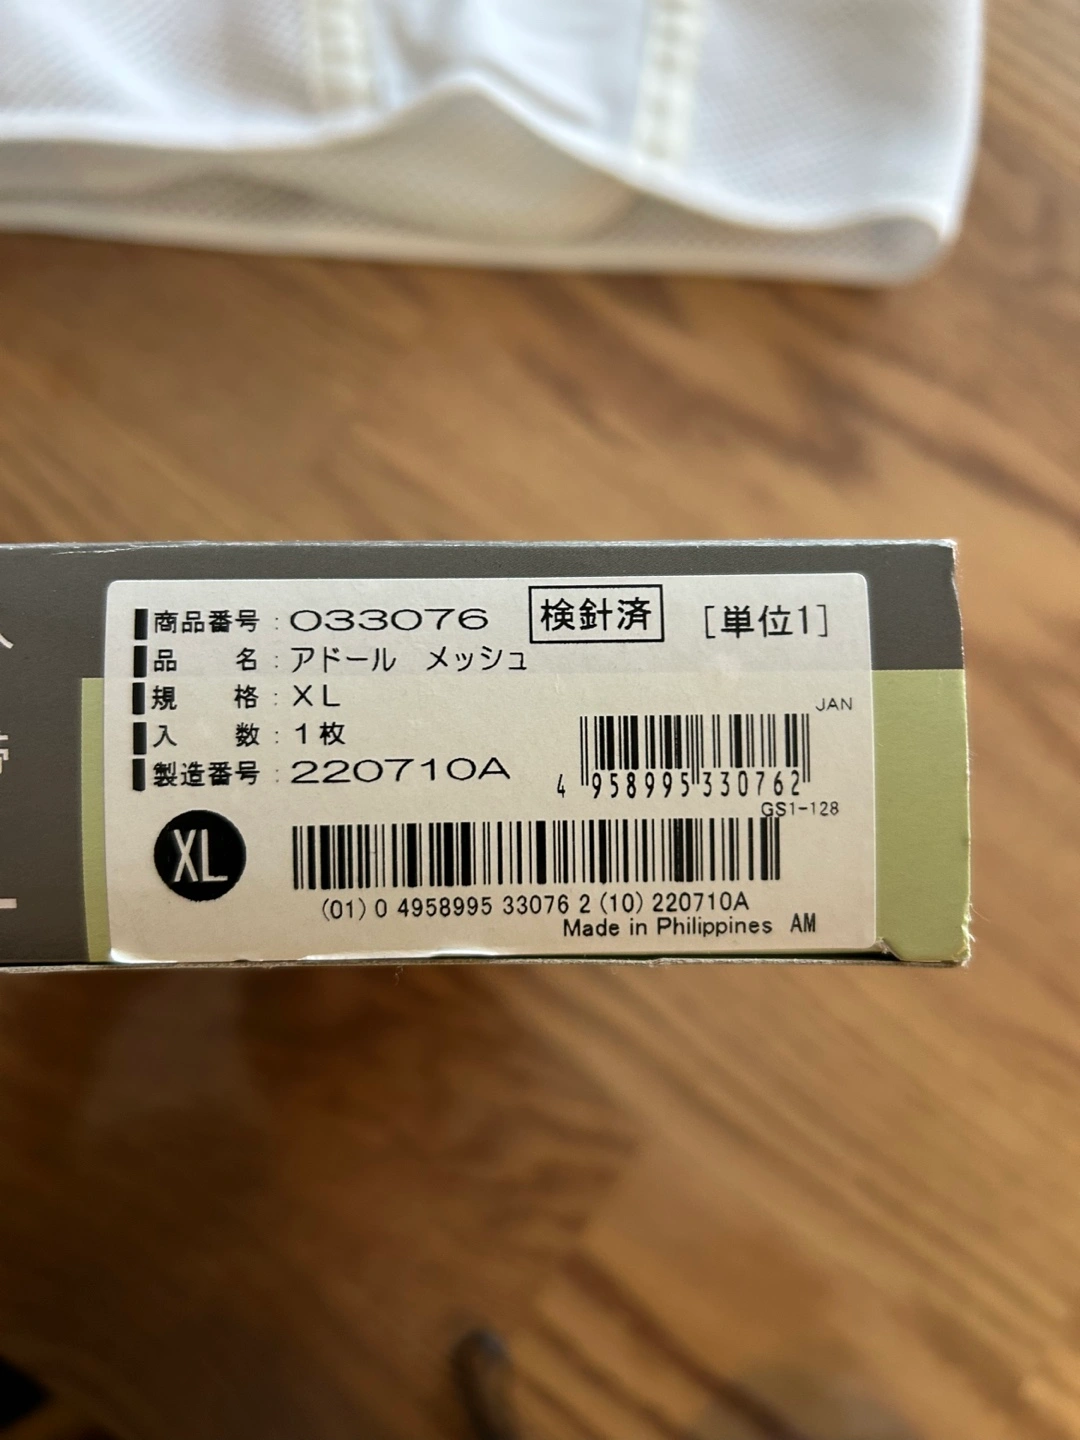 商品番号：033076 検針済 [単位1]
品　　名：アドール　メッシュ
規　　格：XL
入　　数：1枚
製造番号：220710A
JAN
4 958995 330762
GS1-128
XL
(01) 0 4958995 33076 2 (10) 220710A
Made in Philippines AM